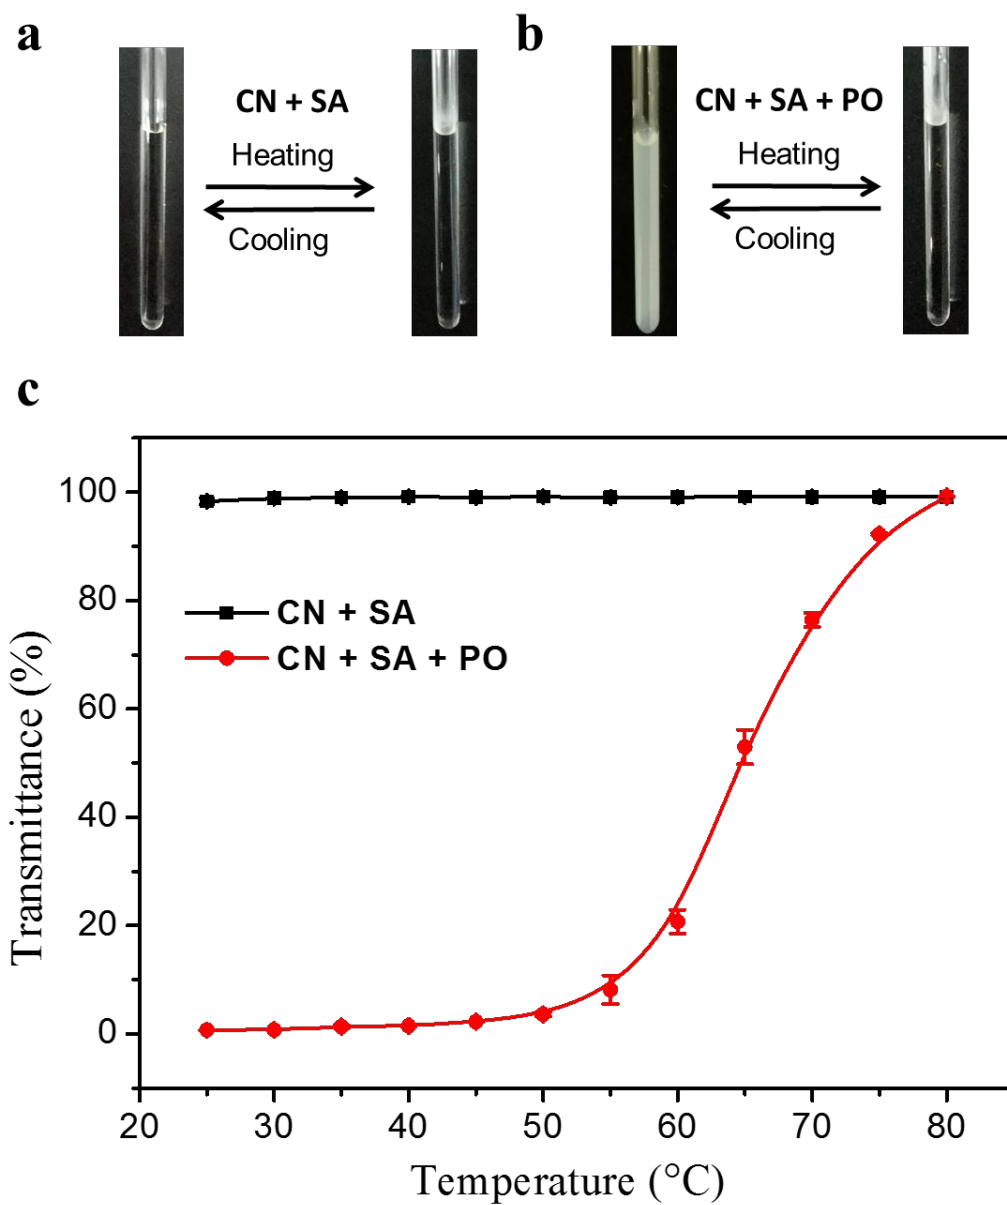 a
b
CN + SA
Heating
Cooling
CN + SA + PO
Heating
Cooling
c
Transmittance (%)
100
80
60
40
20
0
CN + SA
CN + SA + PO
20
30
40
50
60
70
80
Temperature (°C)